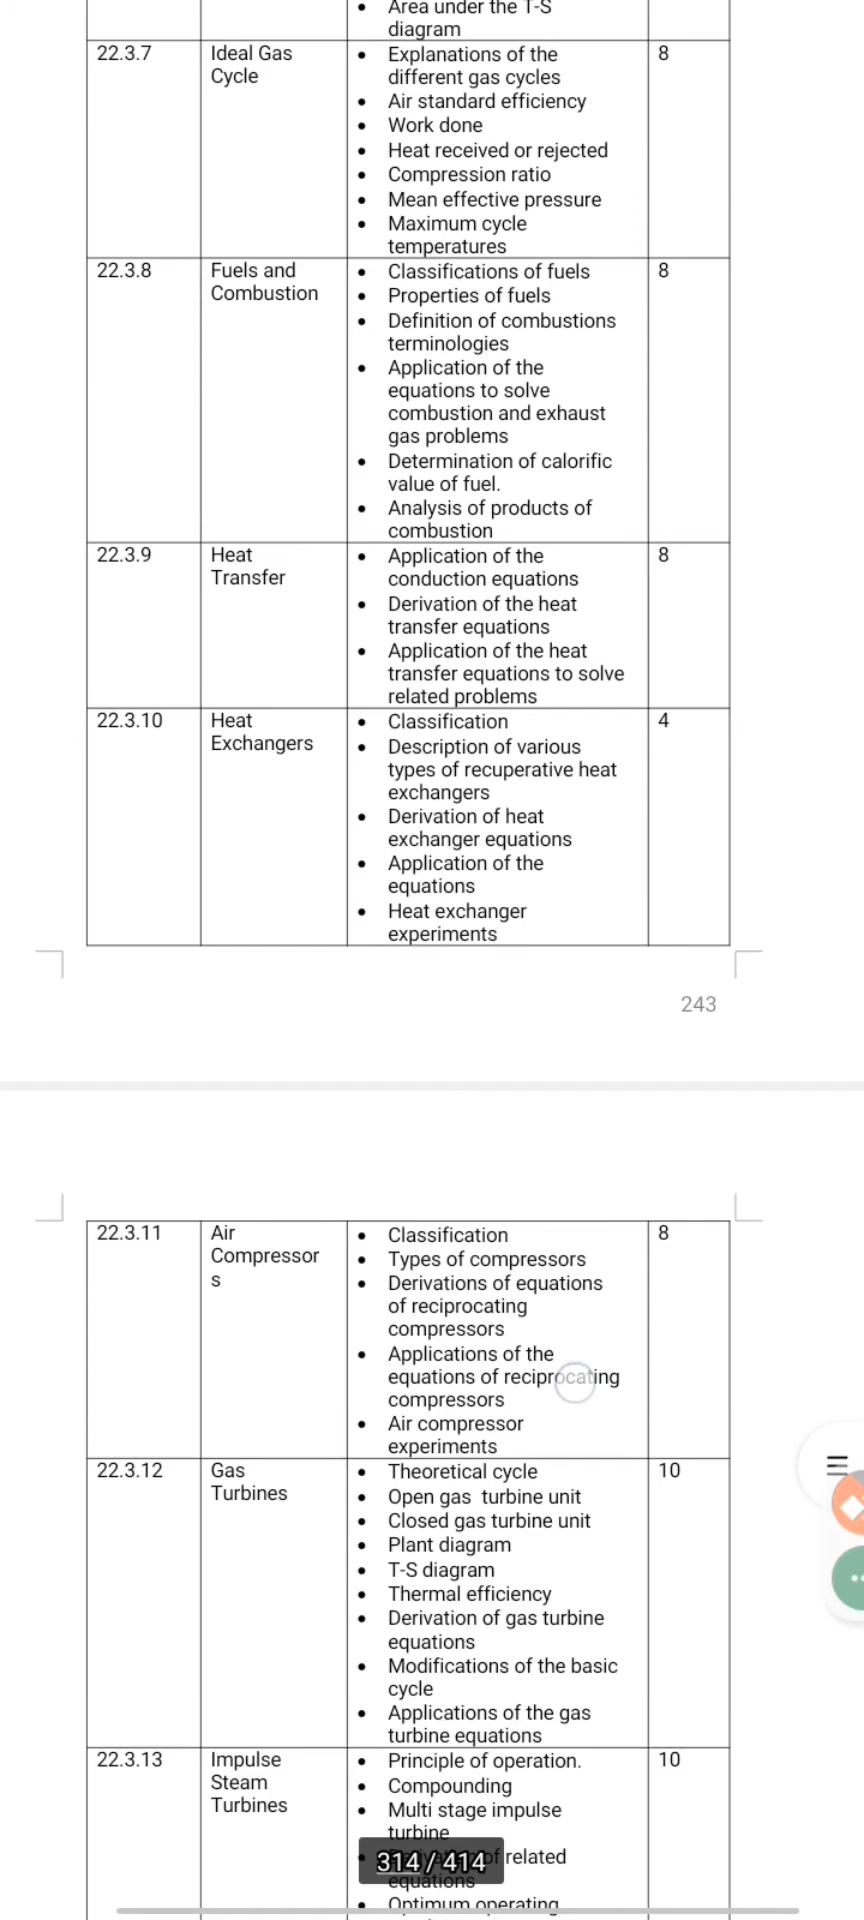 Area under the T-S
diagram
22.3.7 Ideal Gas Cycle 8
• Explanations of the
different gas cycles
• Air standard efficiency
• Work done
• Heat received or rejected
• Compression ratio
• Mean effective pressure
• Maximum cycle
temperatures
22.3.8 Fuels and Combustion 8
• Classifications of fuels
• Properties of fuels
• Definition of combustions
terminologies
• Application of the
equations to solve
combustion and exhaust
gas problems
• Determination of calorific
value of fuel.
• Analysis of products of
combustion
22.3.9 Heat Transfer 8
• Application of the
conduction equations
• Derivation of the heat
transfer equations
• Application of the heat
transfer equations to solve
related problems
22.3.10 Heat Exchangers 4
• Classification
• Description of various
types of recuperative heat
exchangers
• Derivation of heat
exchanger equations
• Application of the
equations
• Heat exchanger
experiments
243
22.3.11 Air Compressor s 8
• Classification
• Types of compressors
• Derivations of equations
of reciprocating
compressors
• Applications of the
equations of reciprocating
compressors
• Air compressor
experiments
22.3.12 Gas Turbines 10
• Theoretical cycle
• Open gas turbine unit
• Closed gas turbine unit
• Plant diagram
• T-S diagram
• Thermal efficiency
• Derivation of gas turbine
equations
• Modifications of the basic
cycle
• Applications of the gas
turbine equations
22.3.13 Impulse Steam Turbines 10
• Principle of operation.
• Compounding
• Multi stage impulse
turbine
• of related
equations
• Optimum operating
314 / 414